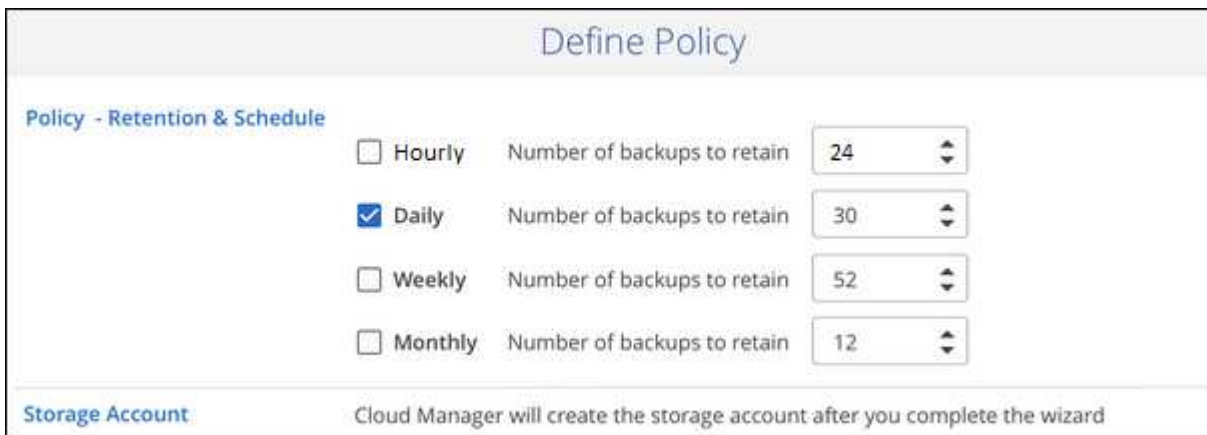 Define Policy
Policy - Retention & Schedule
Hourly Number of backups to retain 24
Daily Number of backups to retain 30
Weekly Number of backups to retain 52
Monthly Number of backups to retain 12
Storage Account Cloud Manager will create the storage account after you complete the wizard